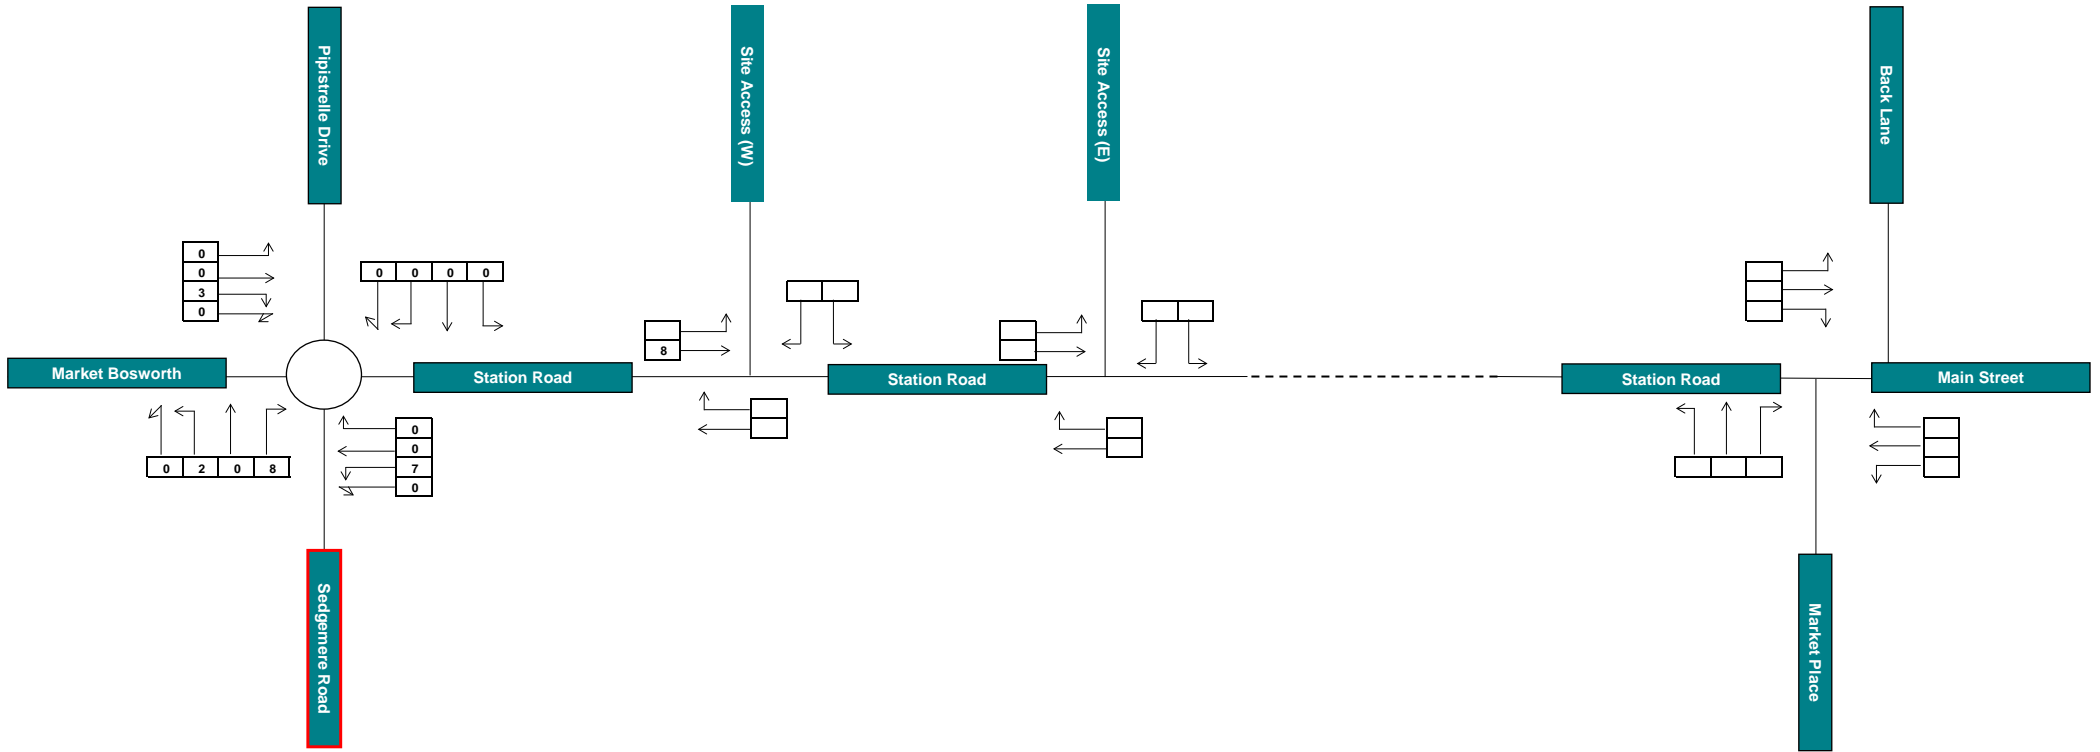 Pipistrelle Drive
Site Access (W)
Site Access (E)
Back Lane
0
0
3
0
0 0 0 0
8
Market Bosworth
Station Road
Station Road
Station Road
Main Street
0 2 0 8
0
0
7
0
Sedgemere Road
Market Place